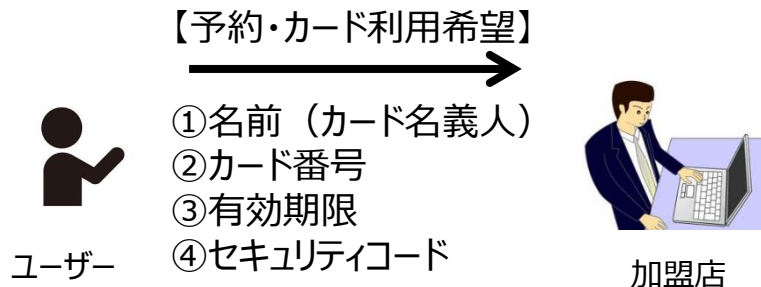 【予約・カード利用希望】
①名前（カード名義人）
②カード番号
③有効期限
④セキュリティコード
ユーザー
加盟店